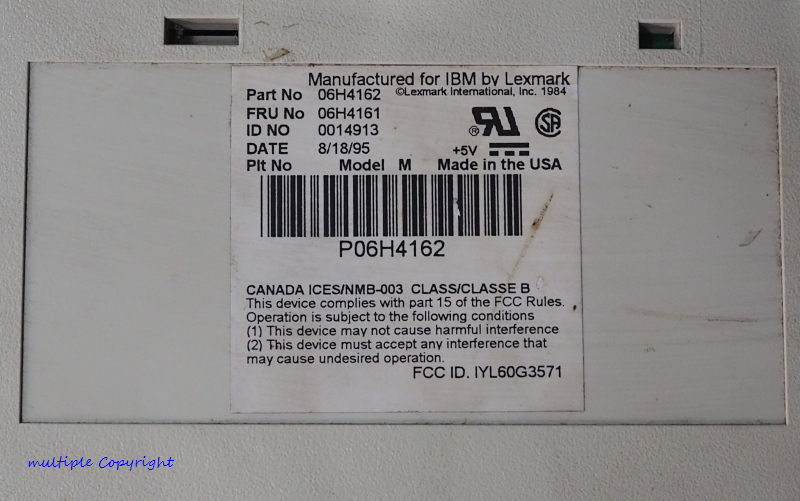 Manufactured for IBM by Lexmark
Part No 06H4162 ©Lexmark International, Inc. 1984
FRU No 06H4161
ID NO 0014913
DATE 8/18/95 +5V
Plt No Model M Made in the USA
P06H4162
CANADA ICES/NMB-003 CLASS/CLASSE B
This device complies with part 15 of the FCC Rules.
Operation is subject to the following conditions
(1) This device may not cause harmful interference
(2) This device must accept any interference that
may cause undesired operation.
FCC ID. IYL60G3571
multiple Copyright